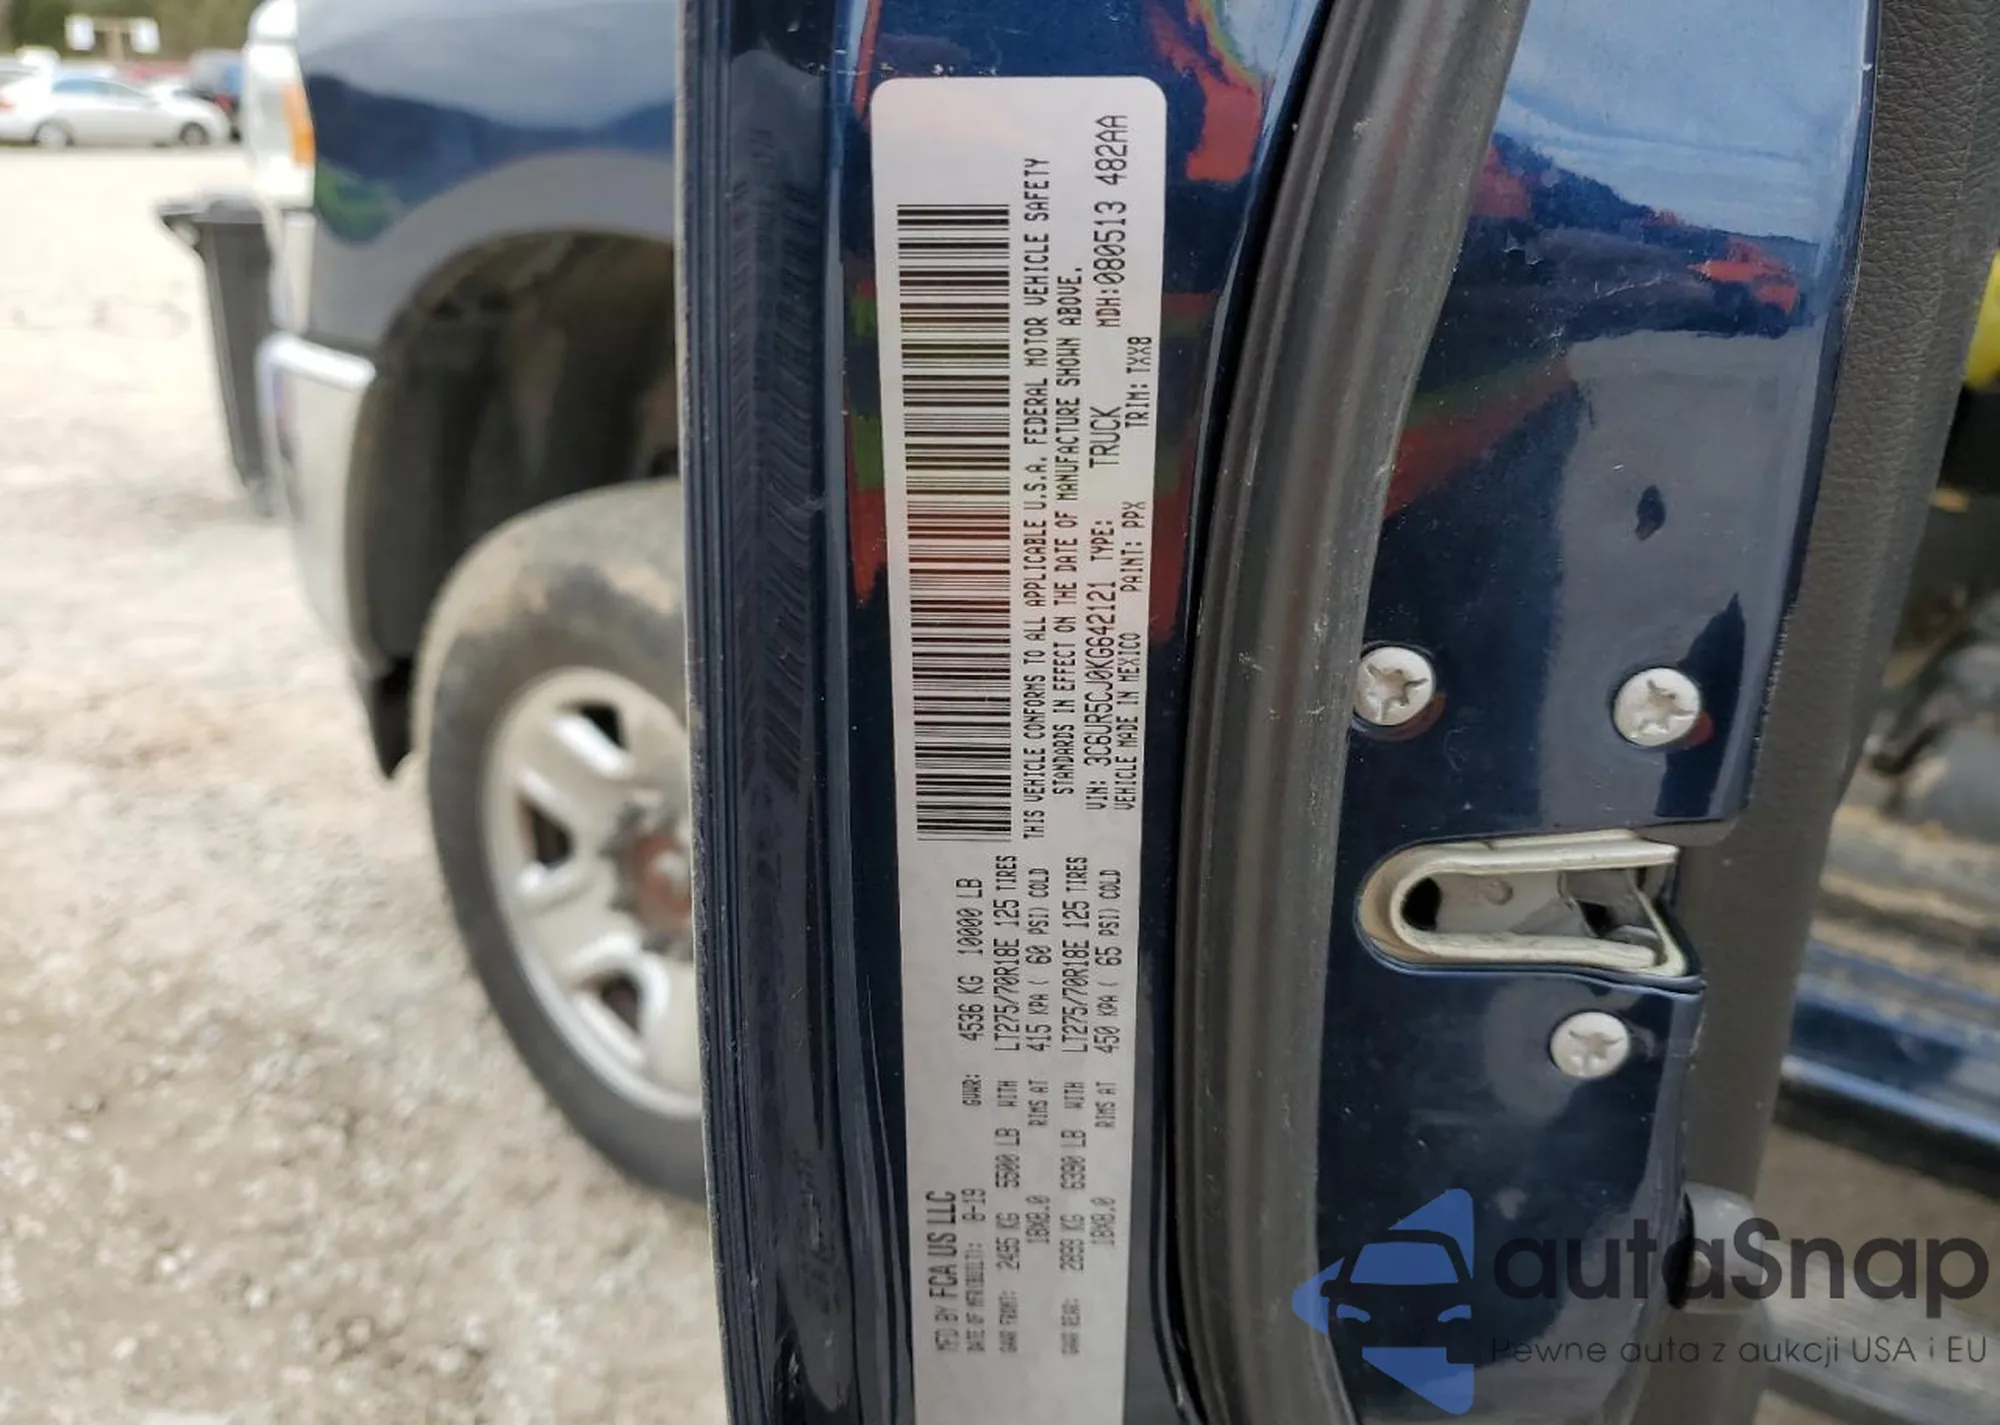 MFD BY FCA US LLC
DATE OF MFR(BUILT): 8-19
GVWR: 4536 KG 10000 LB
GAWR FRONT: 2495 KG 5500 LB WITH LT275/70R18E 125 TIRES
18X8.0 RIMS AT 415 KPA ( 60 PSI) COLD
GAWR REAR: 2899 KG 6390 LB WITH LT275/70R18E 125 TIRES
18X8.0 RIMS AT 450 KPA ( 65 PSI) COLD
THIS VEHICLE CONFORMS TO ALL APPLICABLE U.S.A. FEDERAL MOTOR VEHICLE SAFETY
STANDARDS IN EFFECT ON THE DATE OF MANUFACTURE SHOWN ABOVE.
VIN: 3C6UR5CJ0KG642121 TYPE: TRUCK MDH:080513 482AA
VEHICLE MADE IN MEXICO PAINT: PPX TRIM: TXX8
autaSnap
Pewne auta z aukcji USA i EU